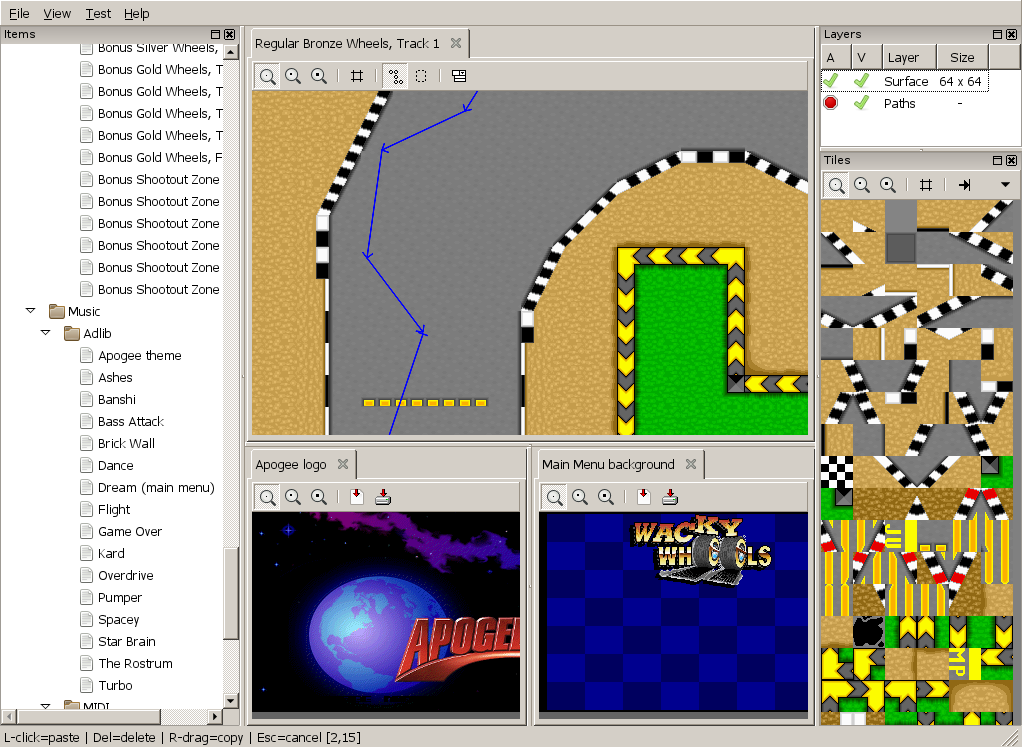 File View Test Help
Items
Bonus Silver Wheels,
Bonus Gold Wheels, T
Bonus Gold Wheels, T
Bonus Gold Wheels, T
Bonus Gold Wheels, T
Bonus Gold Wheels, F
Bonus Shootout Zone
Bonus Shootout Zone
Bonus Shootout Zone
Bonus Shootout Zone
Bonus Shootout Zone
Bonus Shootout Zone
Music
Adlib
Apogee theme
Ashes
Banshi
Bass Attack
Brick Wall
Dance
Dream (main menu)
Flight
Game Over
Kard
Overdrive
Pumper
Spacey
Star Brain
The Rostrum
Turbo
MIDI
Regular Bronze Wheels, Track 1
Apogee logo
APOGEE
Main Menu background
WACKY
WHEELS
Layers
A V Layer Size
Surface 64 x 64
Paths -
Tiles
JU
MP
L-click=paste | Del=delete | R-drag=copy | Esc=cancel [2,15]